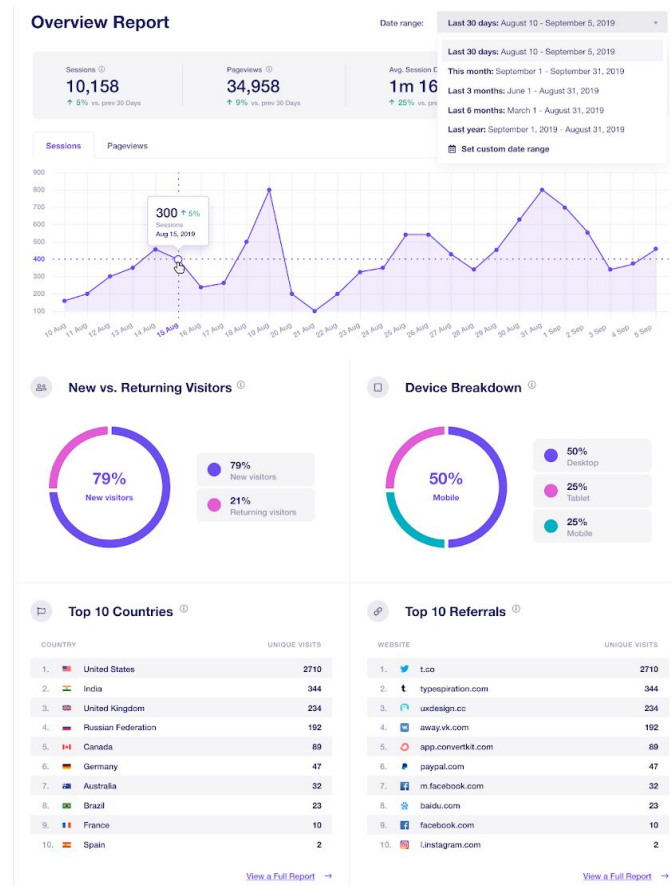 Overview Report
Date range:
Last 30 days: August 10 - September 5, 2019
Last 30 days: August 10 - September 5, 2019
This month: September 1 - September 31, 2019
Last 3 months: June 1 - August 31, 2019
Last 6 months: March 1 - August 31, 2019
Last year: September 1, 2019 - August 31, 2019
Set custom date range
Sessions
10,158
↑ 5% vs. prev 30 Days
Pageviews
34,958
↑ 9% vs. prev 30 Days
Avg. Session D
1m 16
↑ 25% vs. pre
Sessions
Pageviews
900
800
700
600
500
400
300
200
100
300 ↑ 5%
Sessions
Aug 15, 2019
10 Aug
11 Aug
12 Aug
13 Aug
14 Aug
15 Aug
16 Aug
17 Aug
18 Aug
19 Aug
20 Aug
21 Aug
22 Aug
23 Aug
24 Aug
25 Aug
26 Aug
27 Aug
28 Aug
29 Aug
30 Aug
31 Aug
1 Sep
2 Sep
3 Sep
4 Sep
5 Sep
New vs. Returning Visitors
79%
New visitors
79%
New visitors
21%
Returning visitors
Device Breakdown
50%
Mobile
50%
Desktop
25%
Tablet
25%
Mobile
Top 10 Countries
COUNTRY UNIQUE VISITS
1. United States 2710
2. India 344
3. United Kingdom 234
4. Russian Federation 192
5. Canada 89
6. Germany 47
7. Australia 32
8. Brazil 23
9. France 10
10. Spain 2
View a Full Report →
Top 10 Referrals
WEBSITE UNIQUE VISITS
1. t.co 2710
2. typespiration.com 344
3. uxdesign.cc 234
4. away.vk.com 192
5. app.convertkit.com 89
6. paypal.com 47
7. m.facebook.com 32
8. baidu.com 23
9. facebook.com 10
10. l.instagram.com 2
View a Full Report →